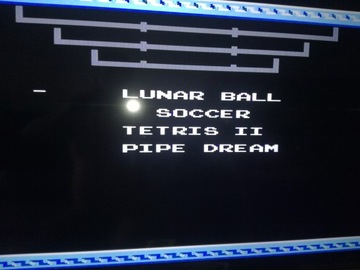 LUNAR BALL
SOCCER
TETRIS II
PIPE DREAM